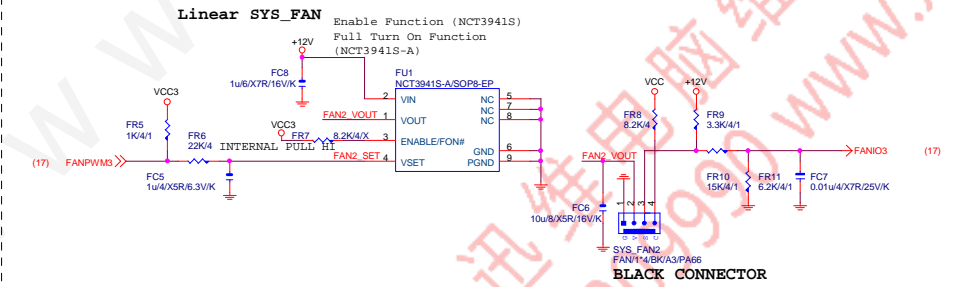 Linear SYS_FAN
Enable Function (NCT3941S)
Full Turn On Function
(NCT3941S-A)
+12V
FC8
1u/6/X7R/16V/K
FU1
NCT3941S-A/SOP8-EP
2 VIN
1 VOUT
3 ENABLE/FON#
4 VSET
NC 5
NC 7
NC 8
GND 6
PGND 9
FAN2_VOUT
VCC3
FR7 8.2K/4/X
INTERNAL PULL HI
FAN2_SET
VCC3
FR5
1K/4/1
FR6
22K/4
(17) FANPWM3
FC5
1u/4/X5R/6.3V/K
VCC
+12V
FR8
8.2K/4
FR9
3.3K/4/1
FAN2_VOUT
FANIO3 (17)
FR10
15K/4/1
FR11
6.2K/4/1
FC7
0.01u/4/X7R/25V/K
FC6
10u/8/X5R/16V/K
1 2 3 4
G V S C
SYS_FAN2
FAN/1*4/BK/A3/PA66
BLACK CONNECTOR